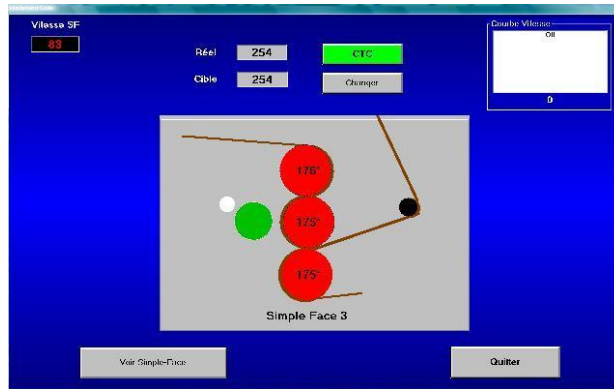 Vitesse SF
83
Réel 254 CTC
Cible 254 Changer
Courbe Vitesse
Off
0
176°
175°
175°
Simple Face 3
Voir Simple-Face
Quitter